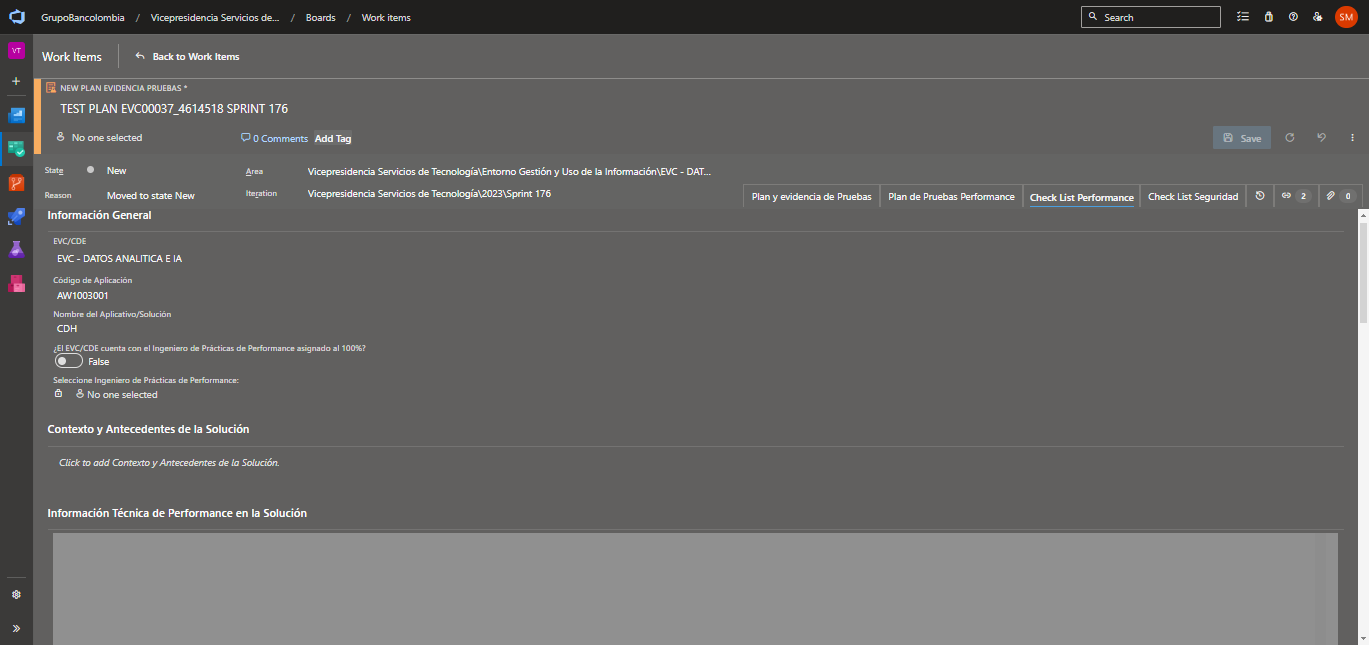 GrupoBancolombia / Vicepresidencia Servicios de... / Boards / Work items
Search
SM
VT
Work Items
Back to Work Items
NEW PLAN EVIDENCIA PRUEBAS *
TEST PLAN EVC00037_4614518 SPRINT 176
No one selected
0 Comments
Add Tag
Save
State
New
Area
Vicepresidencia Servicios de Tecnología\Entorno Gestión y Uso de la Información\EVC - DAT...
Reason
Moved to state New
Iteration
Vicepresidencia Servicios de Tecnología\2023\Sprint 176
Plan y evidencia de Pruebas
Plan de Pruebas Performance
Check List Performance
Check List Seguridad
2
0
Información General
EVC/CDE
EVC - DATOS ANALITICA E IA
Código de Aplicación
AW1003001
Nombre del Aplicativo/Solución
CDH
¿El EVC/CDE cuenta con el Ingeniero de Prácticas de Performance asignado al 100%?
False
Seleccione Ingeniero de Prácticas de Performance:
No one selected
Contexto y Antecedentes de la Solución
Click to add Contexto y Antecedentes de la Solución.
Información Técnica de Performance en la Solución